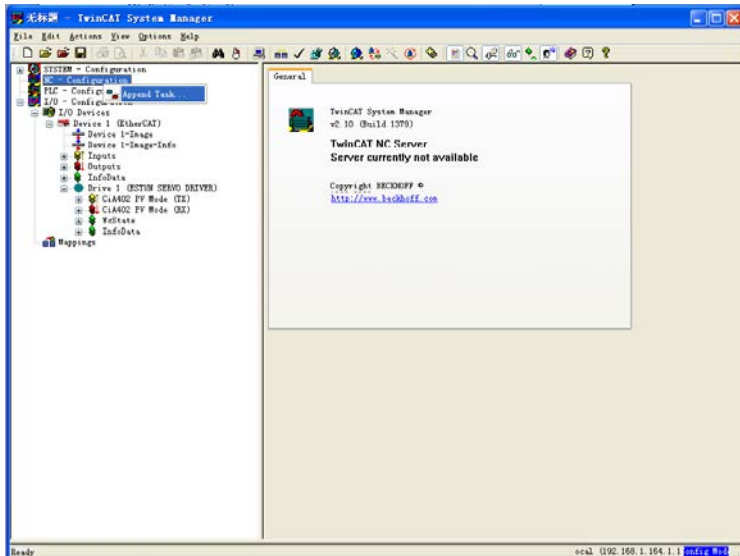 无标题 - TwinCAT System Manager
File Edit Actions View Options Help
SYSTEM - Configuration
NC - Configuration
PLC - Config
Append Task...
I/O - Config
I/O Devices
Device 1 (EtherCAT)
Device 1-Image
Device 1-Image-Info
Inputs
Outputs
InfoData
Drive 1 (ESTUN SERVO DRIVER)
CiA402 PV Mode (TX)
CiA402 PV Mode (RX)
WcState
InfoData
Mappings
General
TwinCAT System Manager
v2.10 (Build 1379)
TwinCAT NC Server
Server currently not available
Copyright BECKHOFF ©
http://www.beckhoff.com
Ready
ocal (192.168.1.164.1.1 onfig Mod